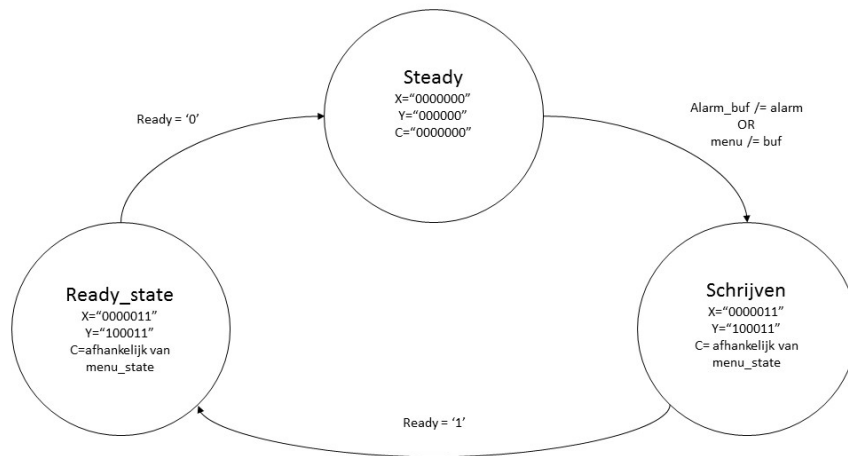 Steady
X=“0000000”
Y=“000000”
C=“0000000”
Ready = ‘0’
Alarm_buf /= alarm
OR
menu /= buf
Ready_state
X=“0000011”
Y=“100011”
C=afhankelijk van
menu_state
Schrijven
X=“0000011”
Y=“100011”
C= afhankelijk van
menu_state
Ready = ‘1’